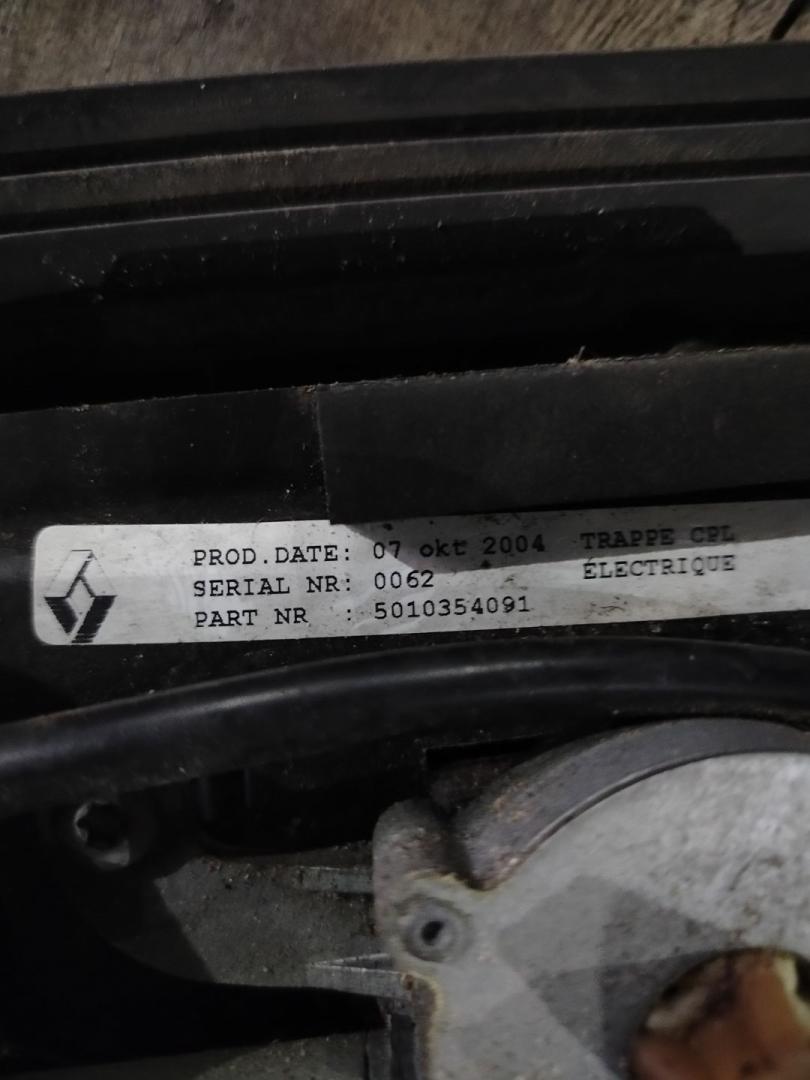 PROD.DATE: 07 okt 2004 TRAPPE CPL
SERIAL NR: 0062 ÉLECTRIQUE
PART NR : 5010354091